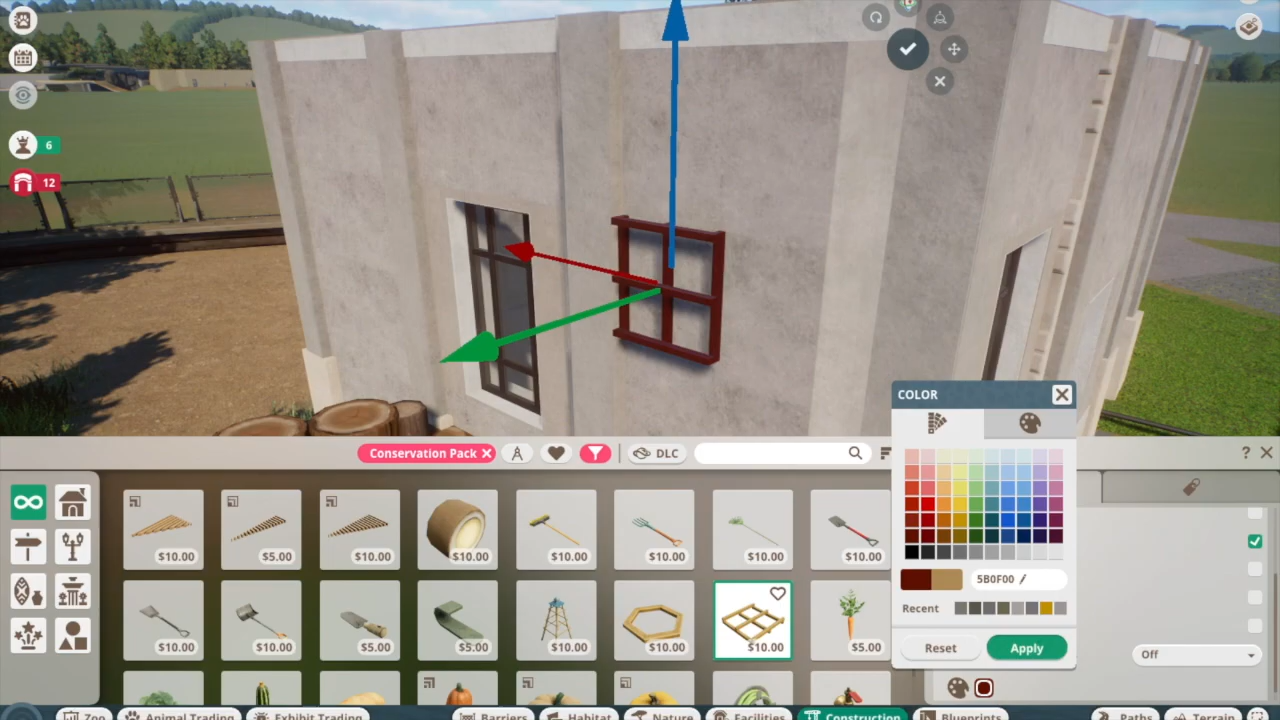 6
12
COLOR
Conservation Pack
DLC
?
$10.00
$5.00
$10.00
$10.00
$10.00
$10.00
$10.00
$10.00
5B0F00
$10.00
$10.00
$5.00
$5.00
$10.00
$10.00
$10.00
$5.00
Recent
Reset
Apply
Off
Zoo
Animal Trading
Exhibit Trading
Barriers
Habitat
Nature
Facilities
Construction
Blueprints
Paths
Terrain